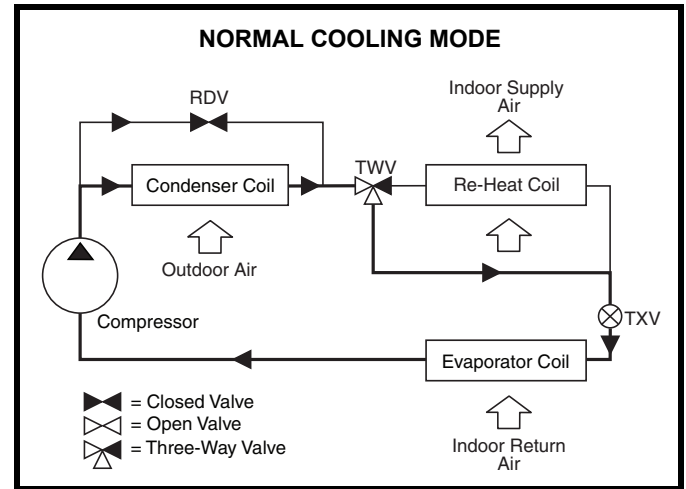 NORMAL COOLING MODE
RDV
Indoor Supply
Air
TWV
Condenser Coil
Re-Heat Coil
Outdoor Air
Compressor
TXV
Evaporator Coil
= Closed Valve
= Open Valve
= Three-Way Valve
Indoor Return
Air